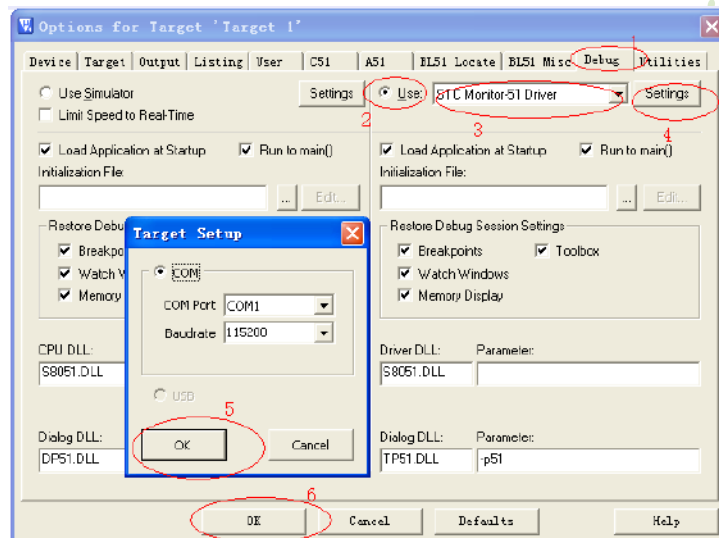 Options for Target 'Target 1'
Device Target Output Listing User C51 A51 BL51 Locate BL51 Misc Debug Utilities
1
Use Simulator Settings Use: STC Monitor-51 Driver Settings
Limit Speed to Real-Time
2 3 4
Load Application at Startup Run to main() Load Application at Startup Run to main()
Initialization File: Initialization File:
... Edit... ... Edit...
Restore Debu Restore Debug Session Settings
Breakpo Breakpoints Toolbox
Watch W Watch Windows
Memory Memory Display
Target Setup
COM
COM Port COM1
Baudrate 115200
USB
5
OK Cancel
CPU DLL: Driver DLL: Parameter:
S8051.DLL S8051.DLL
Dialog DLL: Dialog DLL: Parameter:
DP51.DLL TP51.DLL -p51
6
OK Cancel Defaults Help